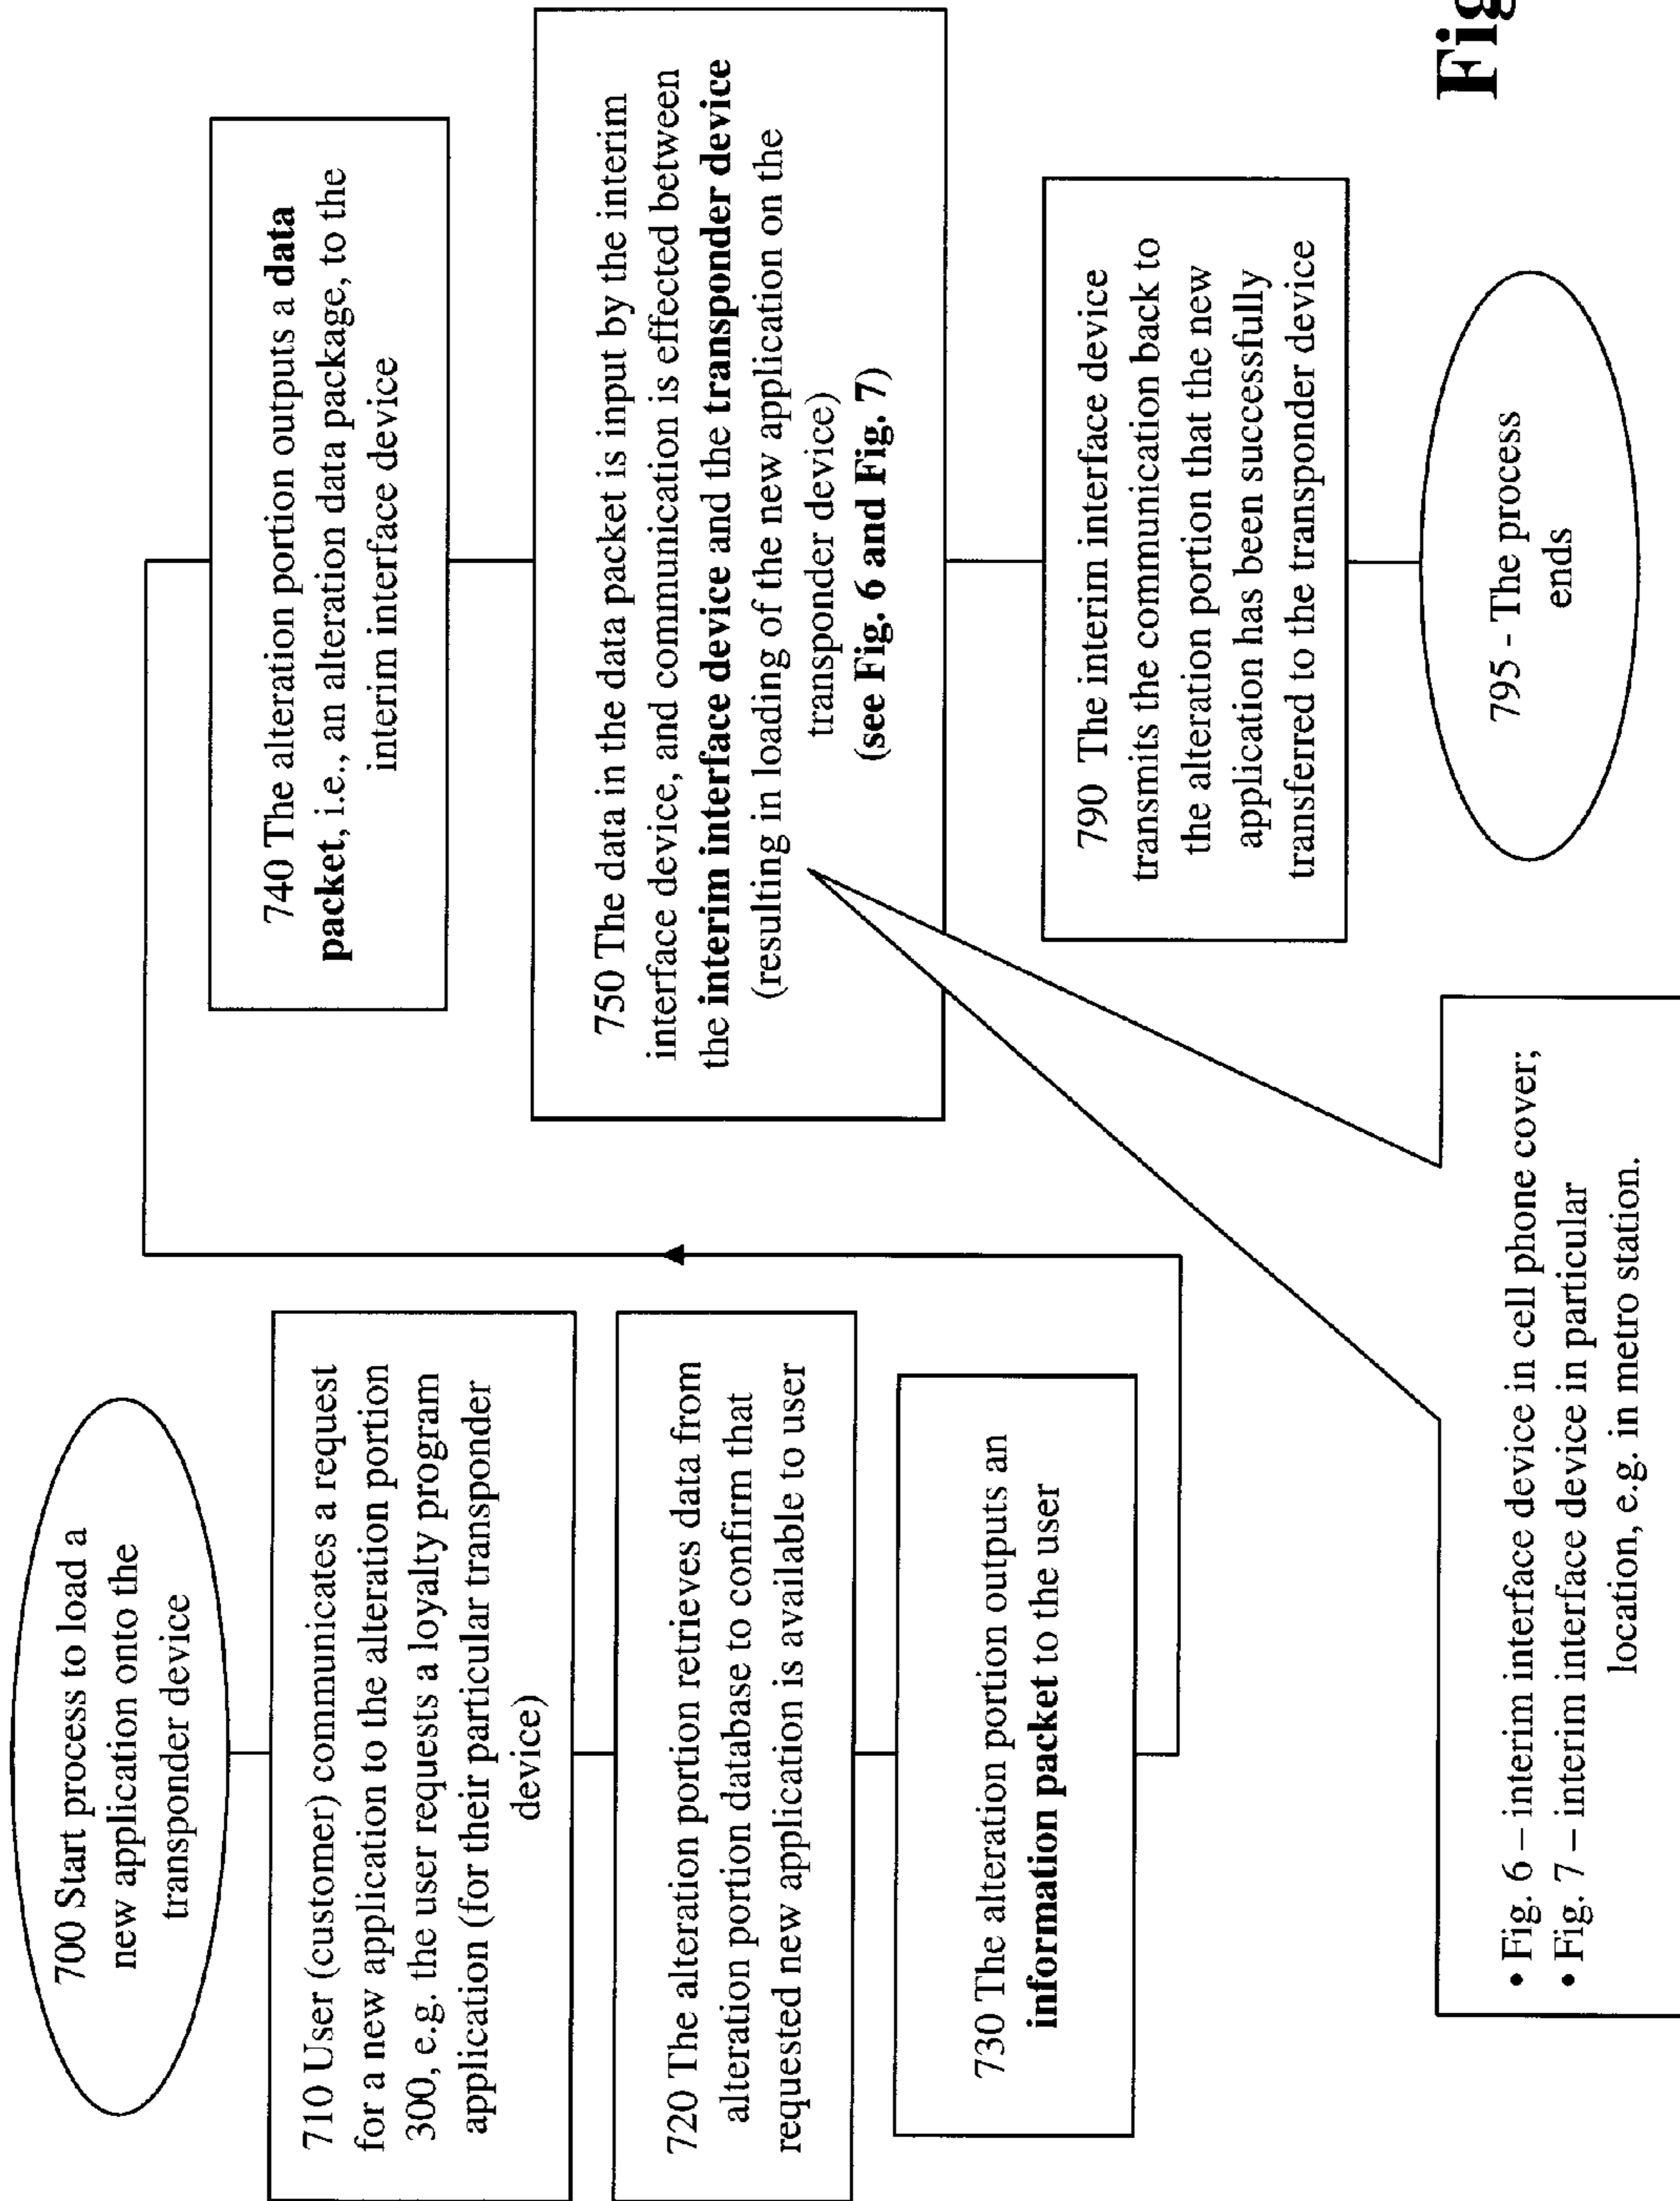 700 Start process to load a
new application onto the
transponder device
710 User (customer) communicates a request
for a new application to the alteration portion
300, e.g. the user requests a loyalty program
application (for their particular transponder
device)
720 The alteration portion retrieves data from
alteration portion database to confirm that
requested new application is available to user
730 The alteration portion outputs an
information packet to the user
740 The alteration portion outputs a data
packet, i.e., an alteration data package, to the
interim interface device
750 The data in the data packet is input by the interim
interface device, and communication is effected between
the interim interface device and the transponder device
(resulting in loading of the new application on the
transponder device)
(see Fig. 6 and Fig. 7)
790 The interim interface device
transmits the communication back to
the alteration portion that the new
application has been successfully
transferred to the transponder device
795 - The process
ends
• Fig. 6 – interim interface device in cell phone cover;
• Fig. 7 – interim interface device in particular
location, e.g. in metro station.
Fig